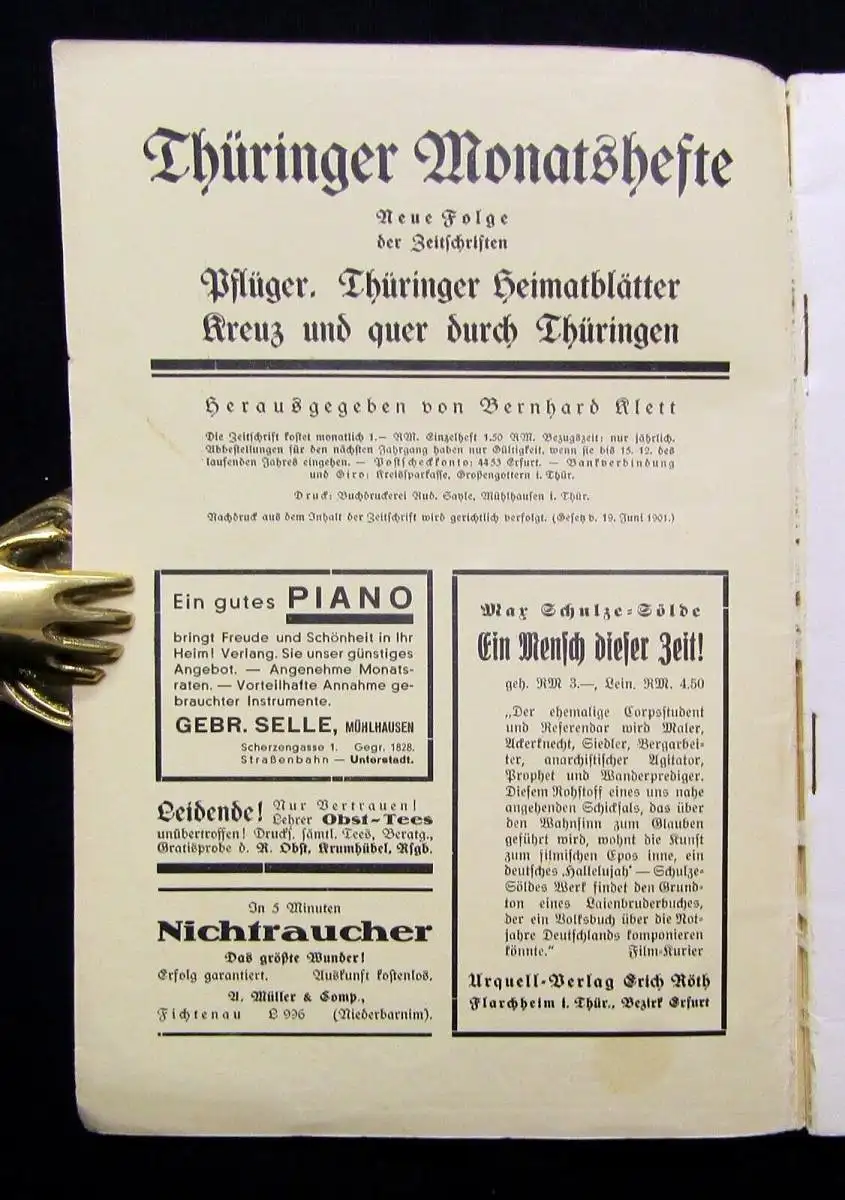 Thüringer Monatshefte
Neue Folge
der Zeitschriften
Pflüger. Thüringer Heimatblätter
Kreuz und quer durch Thüringen
Herausgegeben von Bernhard Klett
Die Zeitschrift kostet monatlich 1.— RM. Einzelheft 1.50 RM. Bezugszeit: nur jährlich.
Abbestellungen für den nächsten Jahrgang haben nur Gültigkeit, wenn sie bis 15. 12. des
laufenden Jahres eingehen. — Postscheckkonto: 4453 Erfurt. — Bankverbindung
und Giro: Kreissparkasse, Großengottern i. Thür.
Druck: Buchdruckerei Rud. Sayle, Mühlhausen i. Thür.
Nachdruck aus dem Inhalt der Zeitschrift wird gerichtlich verfolgt. (Gesetz v. 19. Juni 1901.)
Ein gutes PIANO
bringt Freude und Schönheit in Ihr
Heim! Verlang. Sie unser günstiges
Angebot. — Angenehme Monats-
raten. — Vorteilhafte Annahme ge-
brauchter Instrumente.
GEBR. SELLE, MÜHLHAUSEN
Scherzengasse 1. Gegr. 1828.
Straßenbahn — Unterstadt.
Leidende! Nur Vertrauen!
Lehrer Obst-Tees
unübertroffen! Drucks. sämtl. Tees, Beratg.,
Gratisprobe d. R. Obst, Krumhübel, Rsgb.
In 5 Minuten
Nichtraucher
Das größte Wunder!
Erfolg garantiert. Auskunft kostenlos.
A. Müller & Comp.,
Fichtenau L 996 (Niederbarnim).
Max Schulze-Sölde
Ein Mensch dieser Zeit!
geh. RM 3.—, Lein. RM. 4.50
„Der ehemalige Corpsstudent
und Referendar wird Maler,
Ackerknecht, Siedler, Bergarbei-
ter, anarchistischer Agitator,
Prophet und Wanderprediger.
Diesem Rohstoff eines uns nahe
angehenden Schicksals, das über
den Wahnsinn zum Glauben
geführt wird, wohnt die Kunst
zum filmischen Epos inne, ein
deutsches ‚Hallelujah‘ — Schulze-
Söldes Werk findet den Grund-
ton eines Laienbruderbuches,
der ein Volksbuch über die Not-
jahre Deutschlands komponieren
könnte.“ Film-Kurier
Urquell-Verlag Erich Röth
Flarchheim i. Thür., Bezirk Erfurt